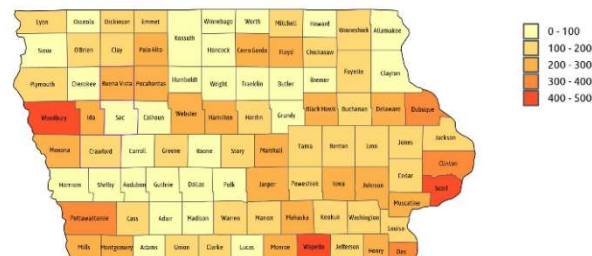 Lyon Osceola Dickinson Emmet Winnebago Worth Mitchell Howard Winneshiek Allamakee
Kossuth
Sioux O'Brien Clay Palo Alto Hancock Cerro Gordo Floyd Chickasaw
Fayette Clayton
Plymouth Cherokee Buena Vista Pocahontas Humboldt Wright Franklin Butler Bremer
Woodbury Ida Sac Calhoun Webster Hamilton Hardin Grundy Black Hawk Buchanan Delaware Dubuque
Monona Crawford Carroll Greene Boone Story Marshall Tama Benton Linn Jones Jackson
Clinton
Cedar
Harrison Shelby Audubon Guthrie Dallas Polk Jasper Poweshiek Iowa Johnson Scott
Muscatine
Pottawattamie Cass Adair Madison Warren Marion Mahaska Keokuk Washington
Louisa
Mills Montgomery Adams Union Clarke Lucas Monroe Wapello Jefferson Henry Des
0 - 100
100 - 200
200 - 300
300 - 400
400 - 500